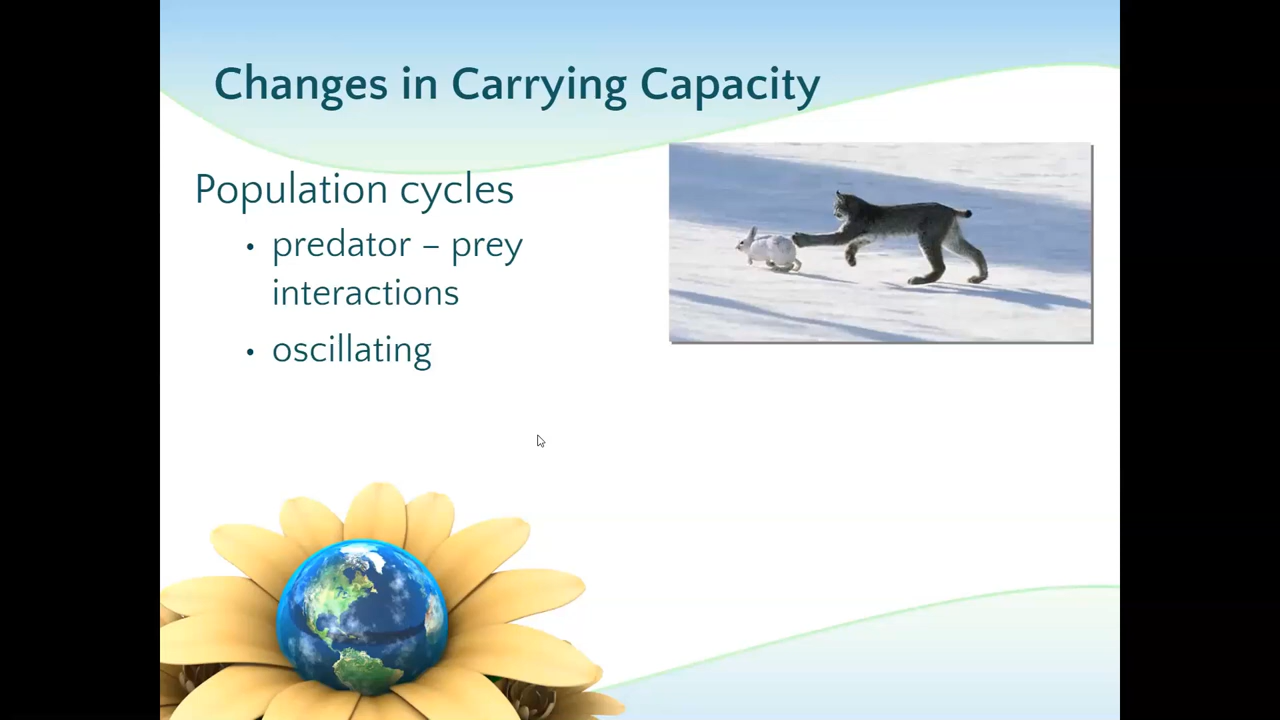 Changes in Carrying Capacity
Population cycles
• predator – prey
interactions
• oscillating